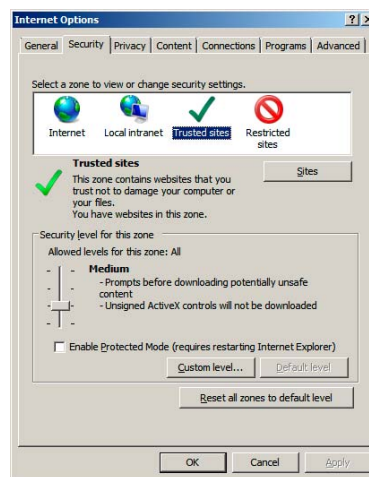 Internet Options
General Security Privacy Content Connections Programs Advanced
Select a zone to view or change security settings.
Internet Local intranet Trusted sites Restricted
sites
Trusted sites
Sites
This zone contains websites that you
trust not to damage your computer or
your files.
You have websites in this zone.
Security level for this zone
Allowed levels for this zone: All
Medium
- Prompts before downloading potentially unsafe
content
- Unsigned ActiveX controls will not be downloaded
Enable Protected Mode (requires restarting Internet Explorer)
Custom level... Default level
Reset all zones to default level
OK Cancel Apply